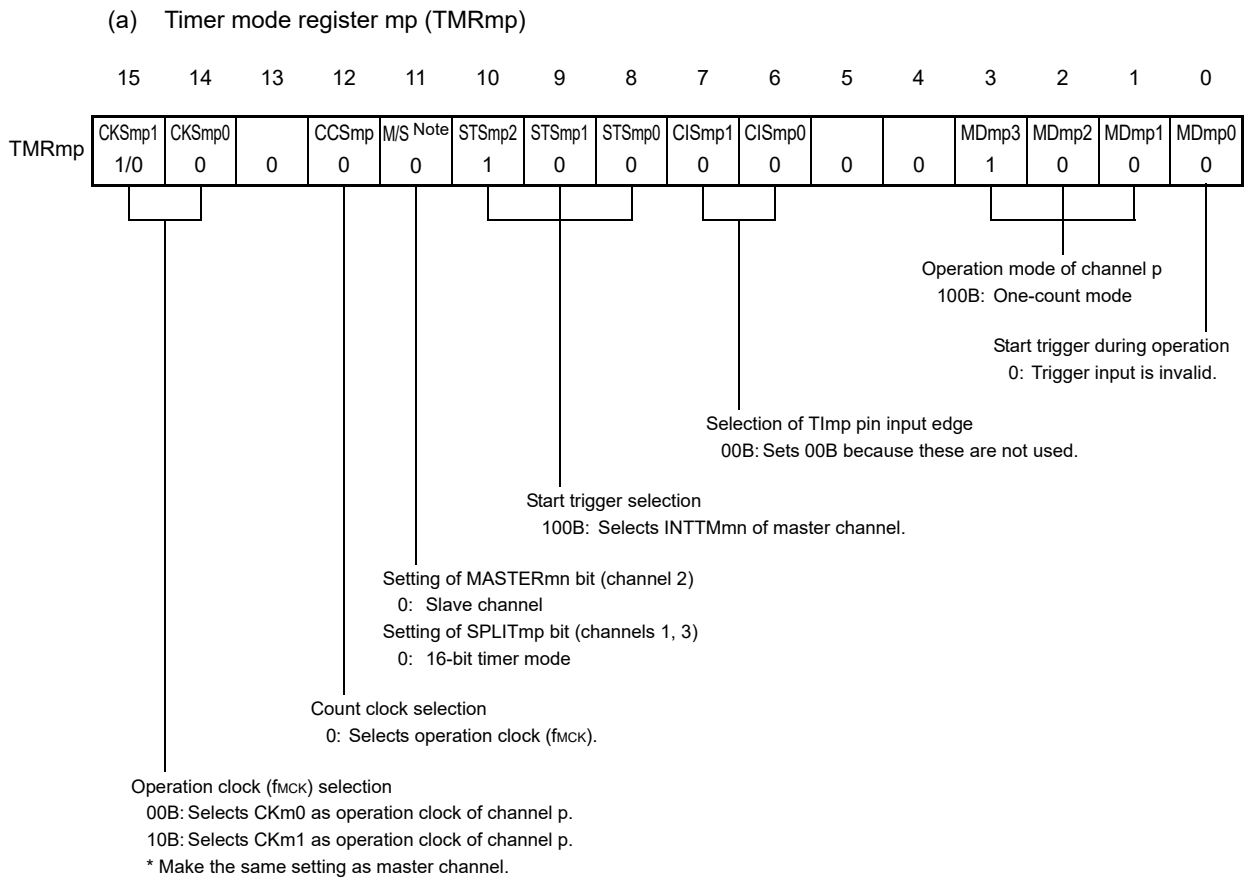 (a) Timer mode register mp (TMRmp)
15 14 13 12 11 10 9 8 7 6 5 4 3 2 1 0
TMRmp CKSmp1 CKSmp0 CCSmp M/S Note STSmp2 STSmp1 STSmp0 CISmp1 CISmp0 MDmp3 MDmp2 MDmp1 MDmp0
1/0 0 0 0 0 1 0 0 0 0 0 0 1 0 0 0
Operation mode of channel p
100B: One-count mode
Start trigger during operation
0: Trigger input is invalid.
Selection of TImp pin input edge
00B: Sets 00B because these are not used.
Start trigger selection
100B: Selects INTTMmn of master channel.
Setting of MASTERmn bit (channel 2)
0: Slave channel
Setting of SPLITmp bit (channels 1, 3)
0: 16-bit timer mode
Count clock selection
0: Selects operation clock (fMCK).
Operation clock (fMCK) selection
00B: Selects CKm0 as operation clock of channel p.
10B: Selects CKm1 as operation clock of channel p.
* Make the same setting as master channel.